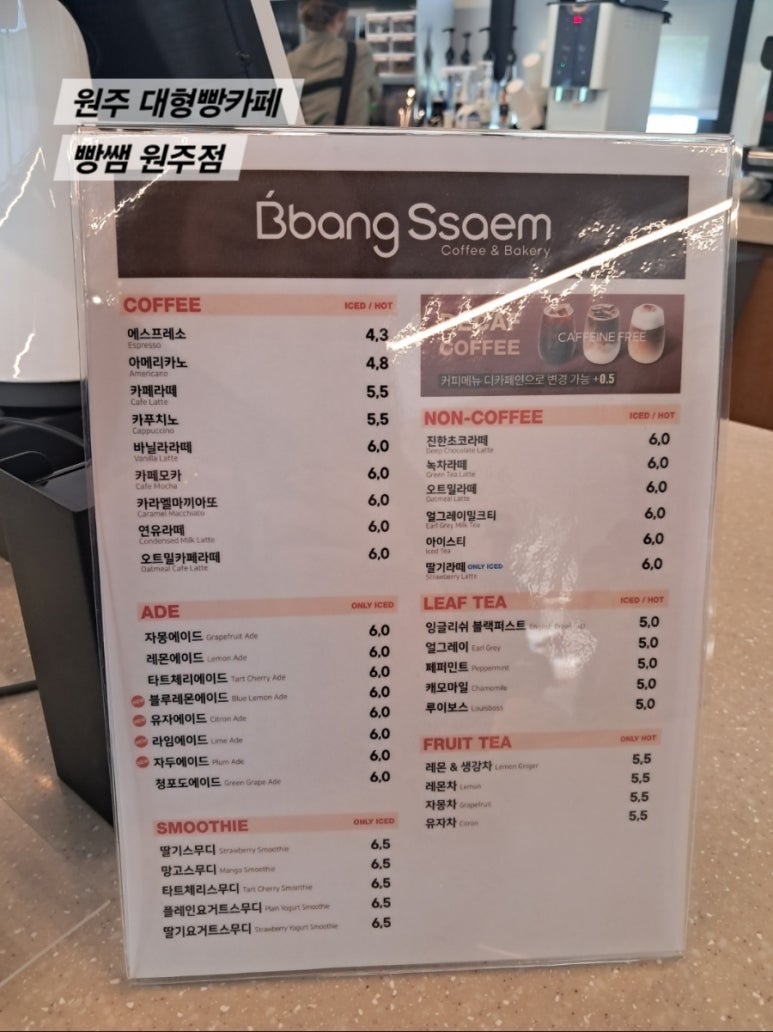 원주 대형빵카페
빵쌤 원주점
Bbang Ssaem
Coffee & Bakery
COFFEE ICED / HOT
에스프레소 4,3
Espresso
아메리카노 4,8
Americano
카페라떼 5,5
Cafe Latte
카푸치노 5,5
Cappuccino
바닐라라떼 6,0
Vanilla Latte
카페모카 6,0
Cafe Mocha
카라멜마끼아또 6,0
Caramel Macchiato
연유라떼 6,0
Condensed Milk Latte
오트밀카페라떼 6,0
Oatmeal Cafe Latte
ADE ONLY ICED
자몽에이드 Grapefruit Ade 6,0
레몬에이드 Lemon Ade 6,0
타트체리에이드 Tart Cherry Ade 6,0
블루레몬에이드 Blue Lemon Ade 6,0
유자에이드 Citron Ade 6,0
라임에이드 Lime Ade 6,0
자두에이드 Plum Ade 6,0
청포도에이드 Green Grape Ade 6,0
SMOOTHIE ONLY ICED
딸기스무디 Strawberry Smoothie 6,5
망고스무디 Mango Smoothie 6,5
타트체리스무디 Tart Cherry Smoothie 6,5
플레인요거트스무디 Plain Yogurt Smoothie 6,5
딸기요거트스무디 Strawberry Yogurt Smoothie 6,5
DECAF
COFFEE
CAFFEINE FREE
커피메뉴 디카페인으로 변경 가능 +0.5
NON-COFFEE ICED / HOT
진한초코라떼 6,0
Deep Chocolate Latte
녹차라떼 6,0
Green Tea Latte
오트밀라떼 6,0
Oatmeal Latte
얼그레이밀크티 6,0
Earl Grey Milk Tea
아이스티 6,0
Iced Tea
딸기라떼 ONLY ICED 6,0
Strawberry Latte
LEAF TEA ICED / HOT
잉글리쉬 블랙퍼스트 English 5,0
얼그레이 Earl Grey 5,0
페퍼민트 Peppermint 5,0
캐모마일 Chamomile 5,0
루이보스 Louisboss 5,0
FRUIT TEA ONLY HOT
레몬 & 생강차 Lemon Ginger 5,5
레몬차 Lemon 5,5
자몽차 Grapefruit 5,5
유자차 Citron 5,5